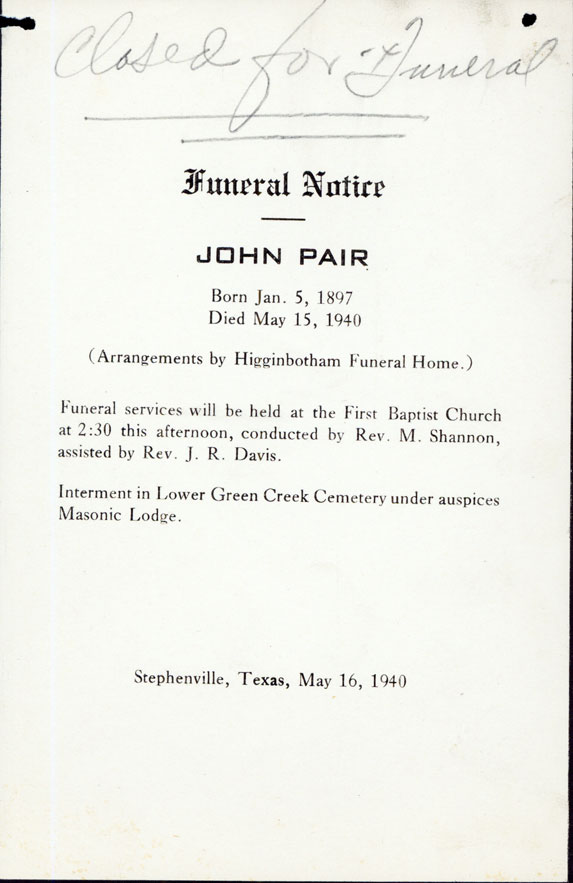 Closed for Funeral
Funeral Notice
JOHN PAIR
Born Jan. 5, 1897
Died May 15, 1940
(Arrangements by Higginbotham Funeral Home.)
Funeral services will be held at the First Baptist Church
at 2:30 this afternoon, conducted by Rev. M. Shannon,
assisted by Rev. J. R. Davis.
Interment in Lower Green Creek Cemetery under auspices
Masonic Lodge.
Stephenville, Texas, May 16, 1940